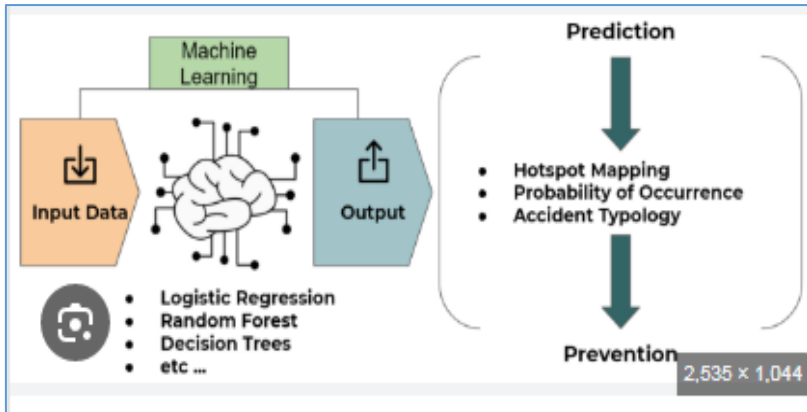 Machine
Learning
Input Data
Output
• Logistic Regression
• Random Forest
• Decision Trees
• etc ...
Prediction
• Hotspot Mapping
• Probability of Occurrence
• Accident Typology
Prevention
2,535 × 1,044